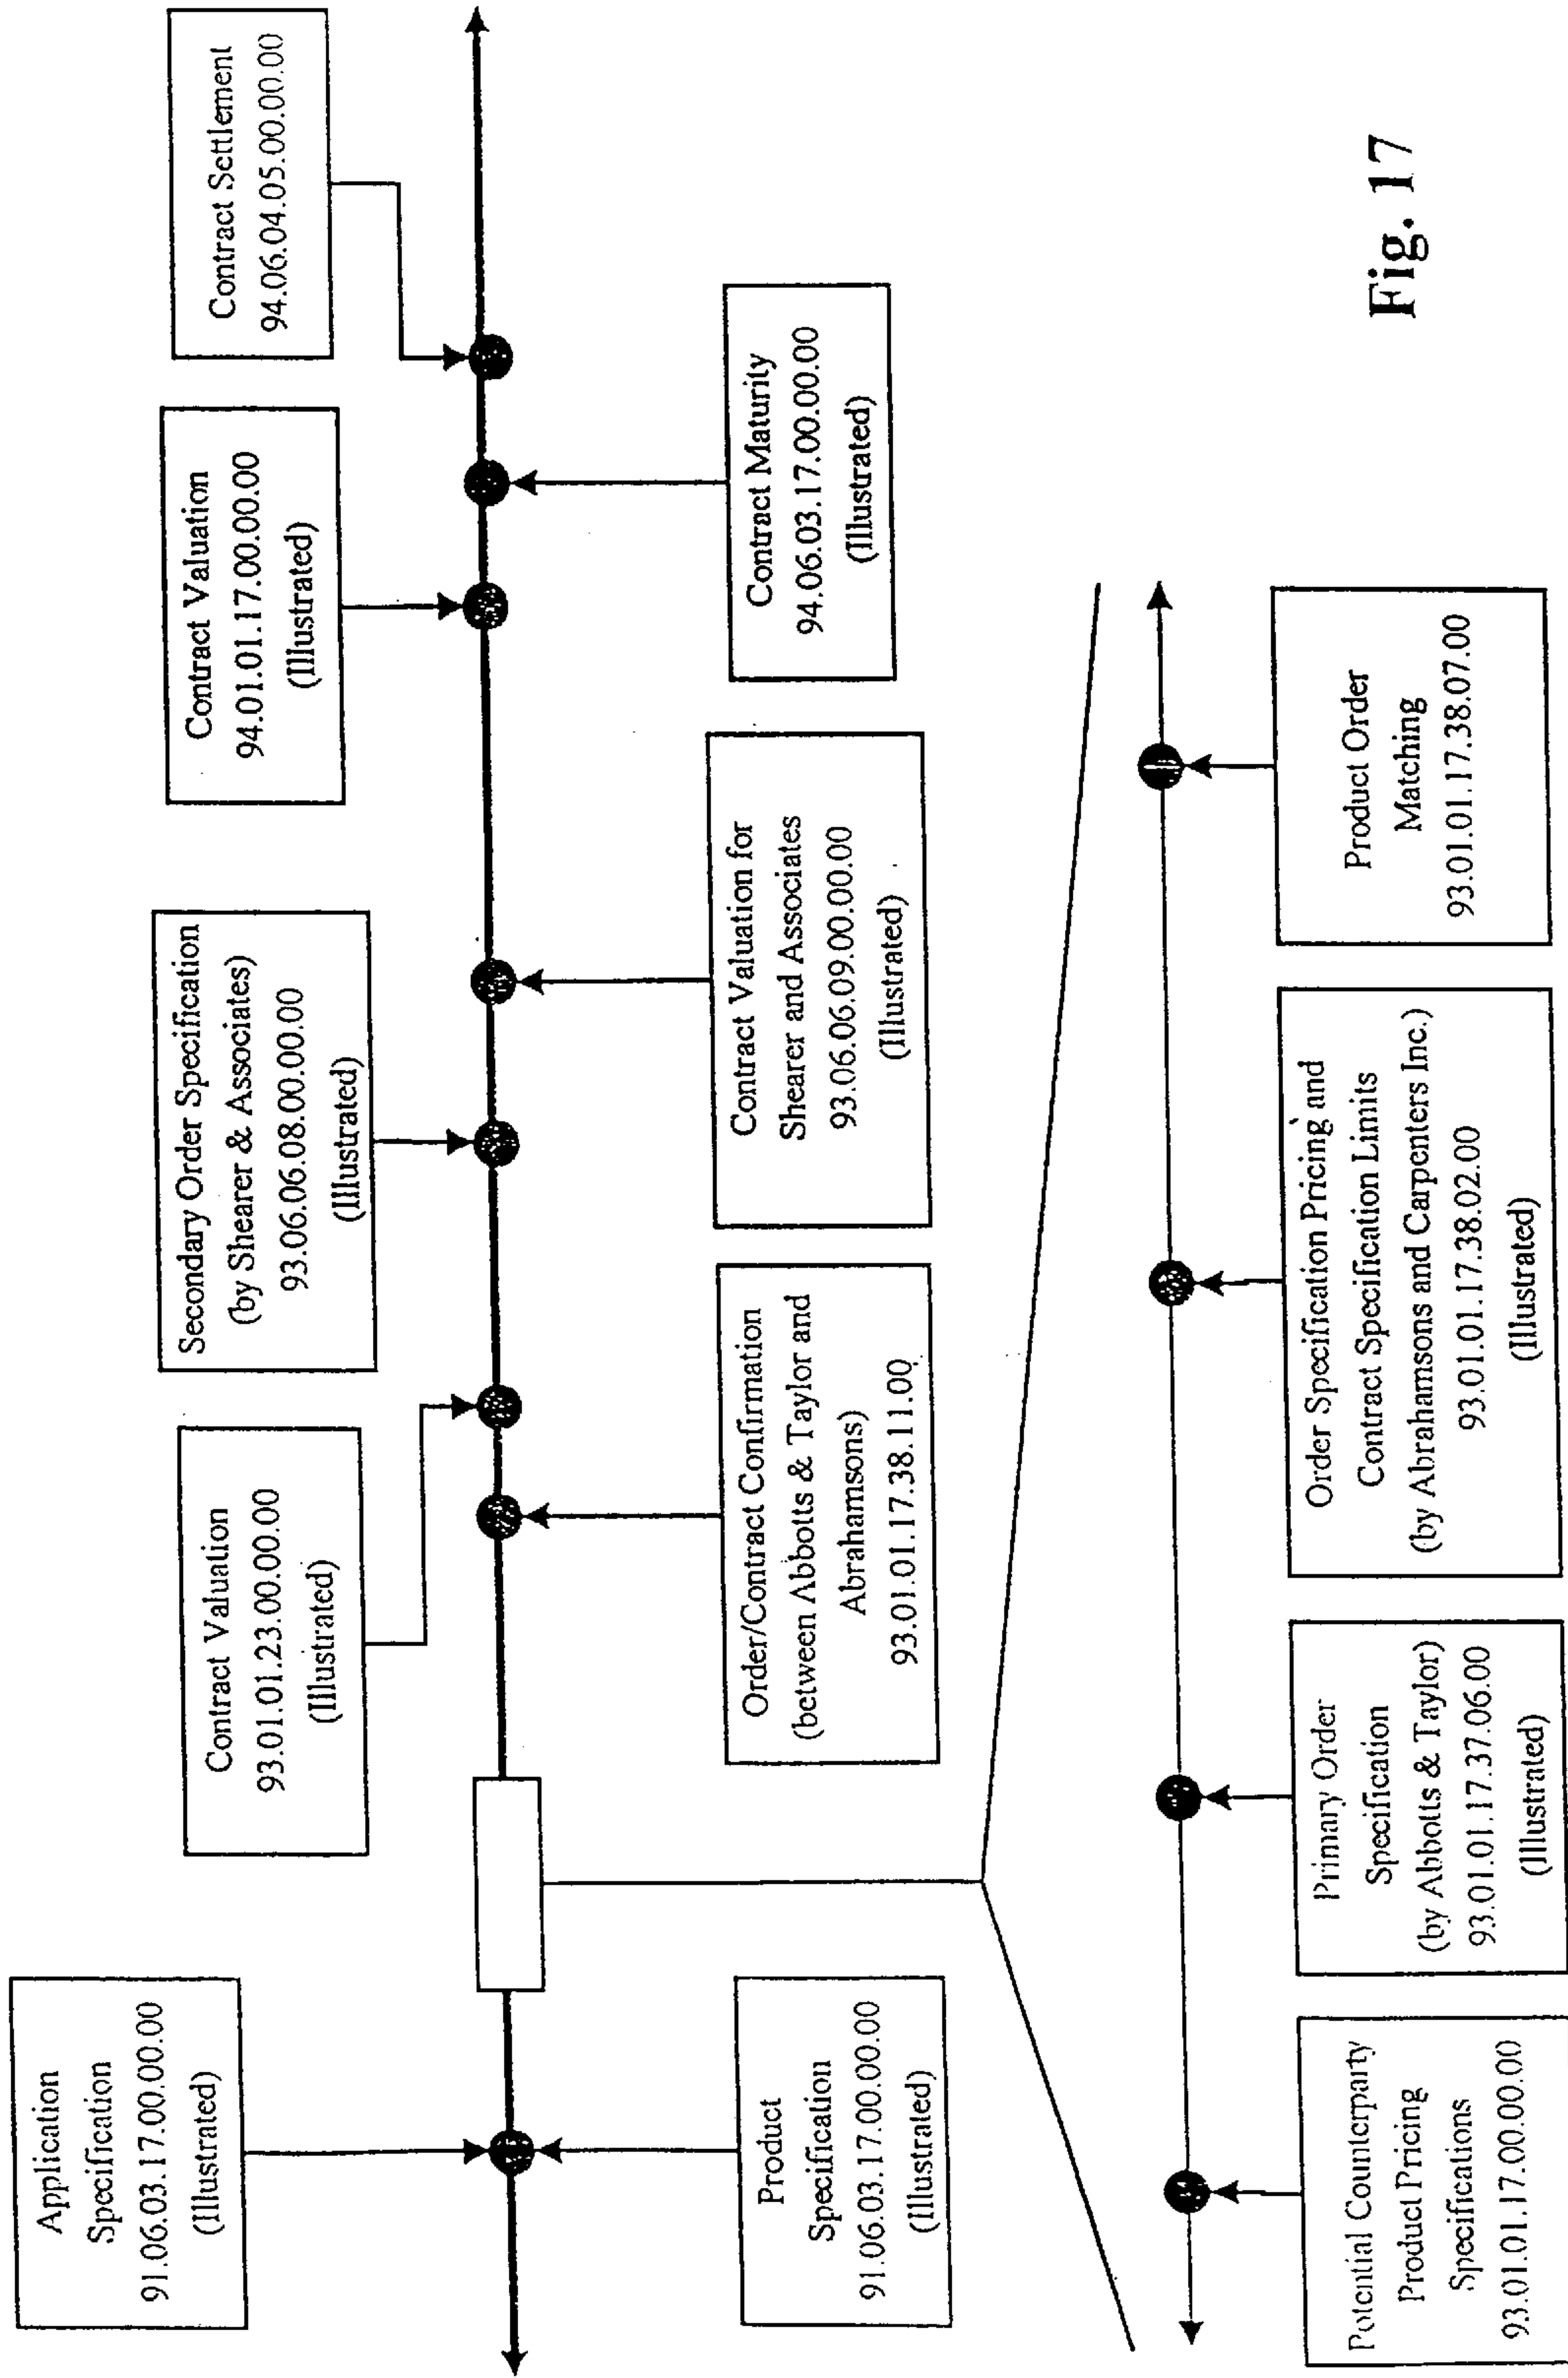 Application
Specification
91.06.03.17.00.00.00
(Illustrated)
Contract Valuation
93.01.01.23.00.00.00
(Illustrated)
Secondary Order Specification
(by Shearer & Associates)
93.06.06.08.00.00.00
(Illustrated)
Contract Valuation
94.01.01.17.00.00.00
(Illustrated)
Contract Settlement
94.06.04.05.00.00.00
Product
Specification
91.06.03.17.00.00.00
(Illustrated)
Order/Contract Confirmation
(between Abbotts & Taylor and
Abrahamsons)
93.01.01.17.38.11.00
Contract Valuation for
Shearer and Associates
93.06.06.09.00.00.00
(Illustrated)
Contract Maturity
94.06.03.17.00.00.00
(Illustrated)
Potential Counterparty
Product Pricing
Specifications
93.01.01.17.00.00.00
Primary Order
Specification
(by Abbotts & Taylor)
93.01.01.17.37.06.00
(Illustrated)
Order Specification Pricing and
Contract Specification Limits
(by Abrahamsons and Carpenters Inc.)
93.01.01.17.38.02.00
(Illustrated)
Product Order
Matching
93.01.01.17.38.07.00
Fig. 17